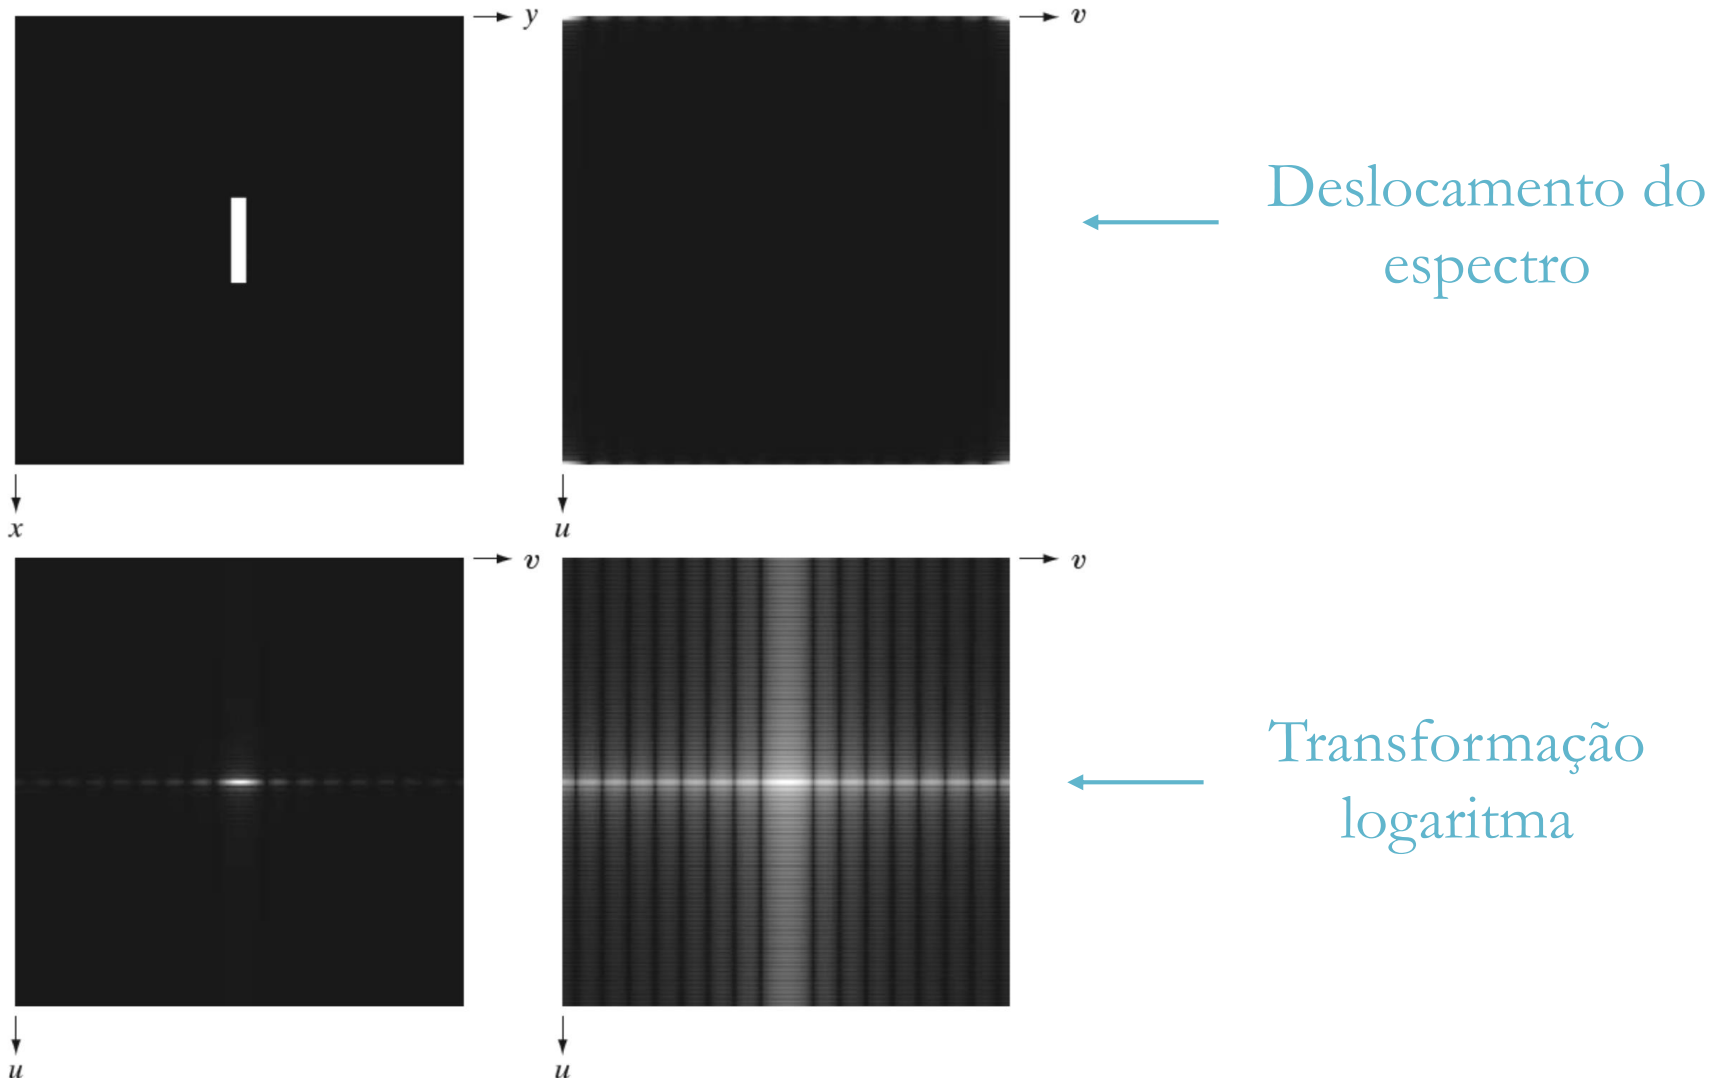 y
v
Deslocamento do
espectro
x
u
v
v
Transformação
logaritma
u
u